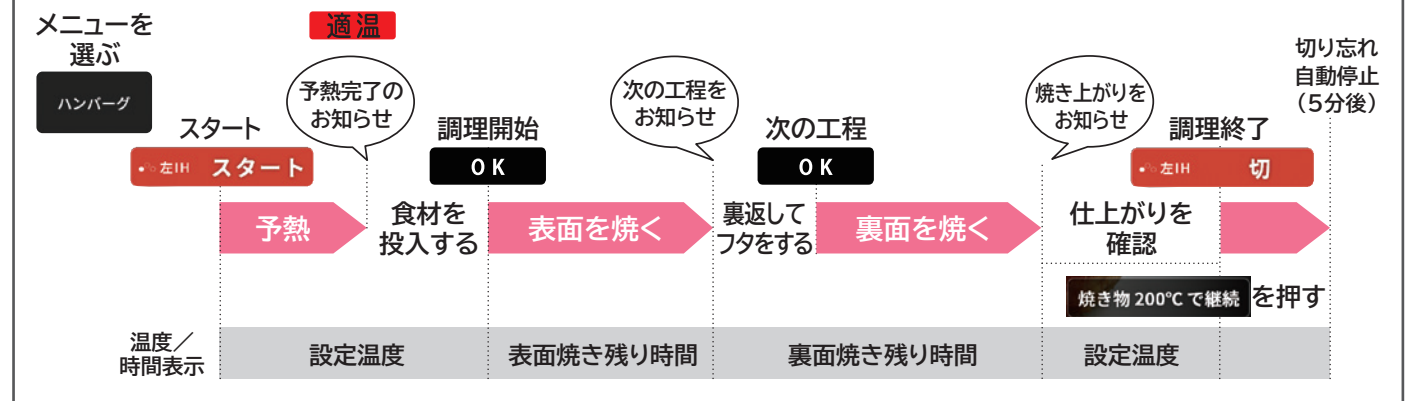 メニューを
選ぶ
ハンバーグ
スタート
左IH スタート
適温
予熱完了の
お知らせ
調理開始
OK
次の工程を
お知らせ
次の工程
OK
焼き上がりを
お知らせ
調理終了
左IH 切
切り忘れ
自動停止
（5分後）
予熱
食材を
投入する
表面を焼く
裏返して
フタをする
裏面を焼く
仕上がりを
確認
焼き物 200℃ で継続 を押す
温度／
時間表示
設定温度
表面焼き残り時間
裏面焼き残り時間
設定温度